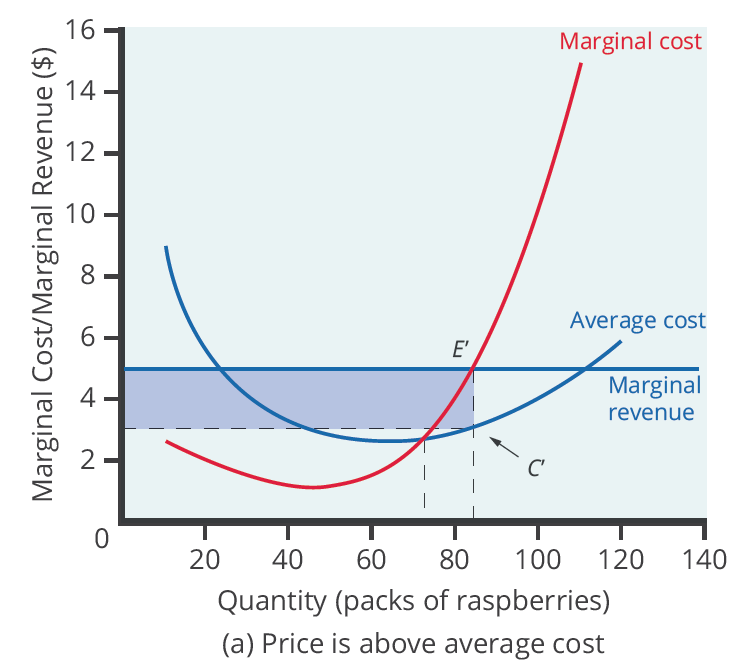 Marginal Cost/Marginal Revenue ($)
16
14
12
10
8
6
4
2
0
Marginal cost
Average cost
E′
Marginal
revenue
C′
20 40 60 80 100 120 140
Quantity (packs of raspberries)
(a) Price is above average cost